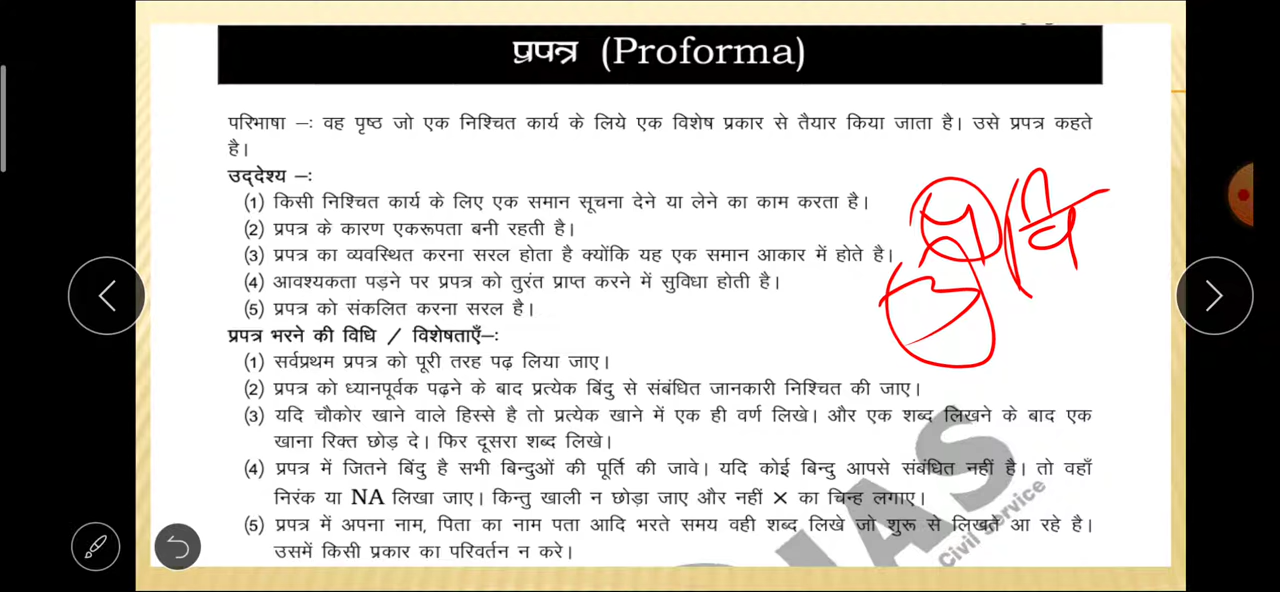 प्रपत्र (Proforma)
परिभाषा –: वह पृष्ठ जो एक निश्चित कार्य के लिये एक विशेष प्रकार से तैयार किया जाता है। उसे प्रपत्र कहते
है।
उद्देश्य –:
(1) किसी निश्चित कार्य के लिए एक समान सूचना देने या लेने का काम करता है।
(2) प्रपत्र के कारण एकरूपता बनी रहती है।
(3) प्रपत्र का व्यवस्थित करना सरल होता है क्योंकि यह एक समान आकार में होते है।
(4) आवश्यकता पड़ने पर प्रपत्र को तुरंत प्राप्त करने में सुविधा होती है।
(5) प्रपत्र को संकलित करना सरल है।
प्रपत्र भरने की विधि / विशेषताएँ–:
(1) सर्वप्रथम प्रपत्र को पूरी तरह पढ़ लिया जाए।
(2) प्रपत्र को ध्यानपूर्वक पढ़ने के बाद प्रत्येक बिंदु से संबंधित जानकारी निश्चित की जाए।
(3) यदि चौकोर खाने वाले हिस्से है तो प्रत्येक खाने में एक ही वर्ण लिखे। और एक शब्द लिखने के बाद एक
खाना रिक्त छोड़ दे। फिर दूसरा शब्द लिखे।
(4) प्रपत्र में जितने बिंदु है सभी बिन्दुओं की पूर्ति की जावे। यदि कोई बिन्दु आपसे संबंधित नहीं है। तो वहाँ
निरंक या NA लिखा जाए। किन्तु खाली न छोड़ा जाए और नहीं × का चिन्ह लगाए।
(5) प्रपत्र में अपना नाम, पिता का नाम पता आदि भरते समय वही शब्द लिखे जो शुरू से लिखते आ रहे है।
उसमें किसी प्रकार का परिवर्तन न करे।
IAS
Civil Service